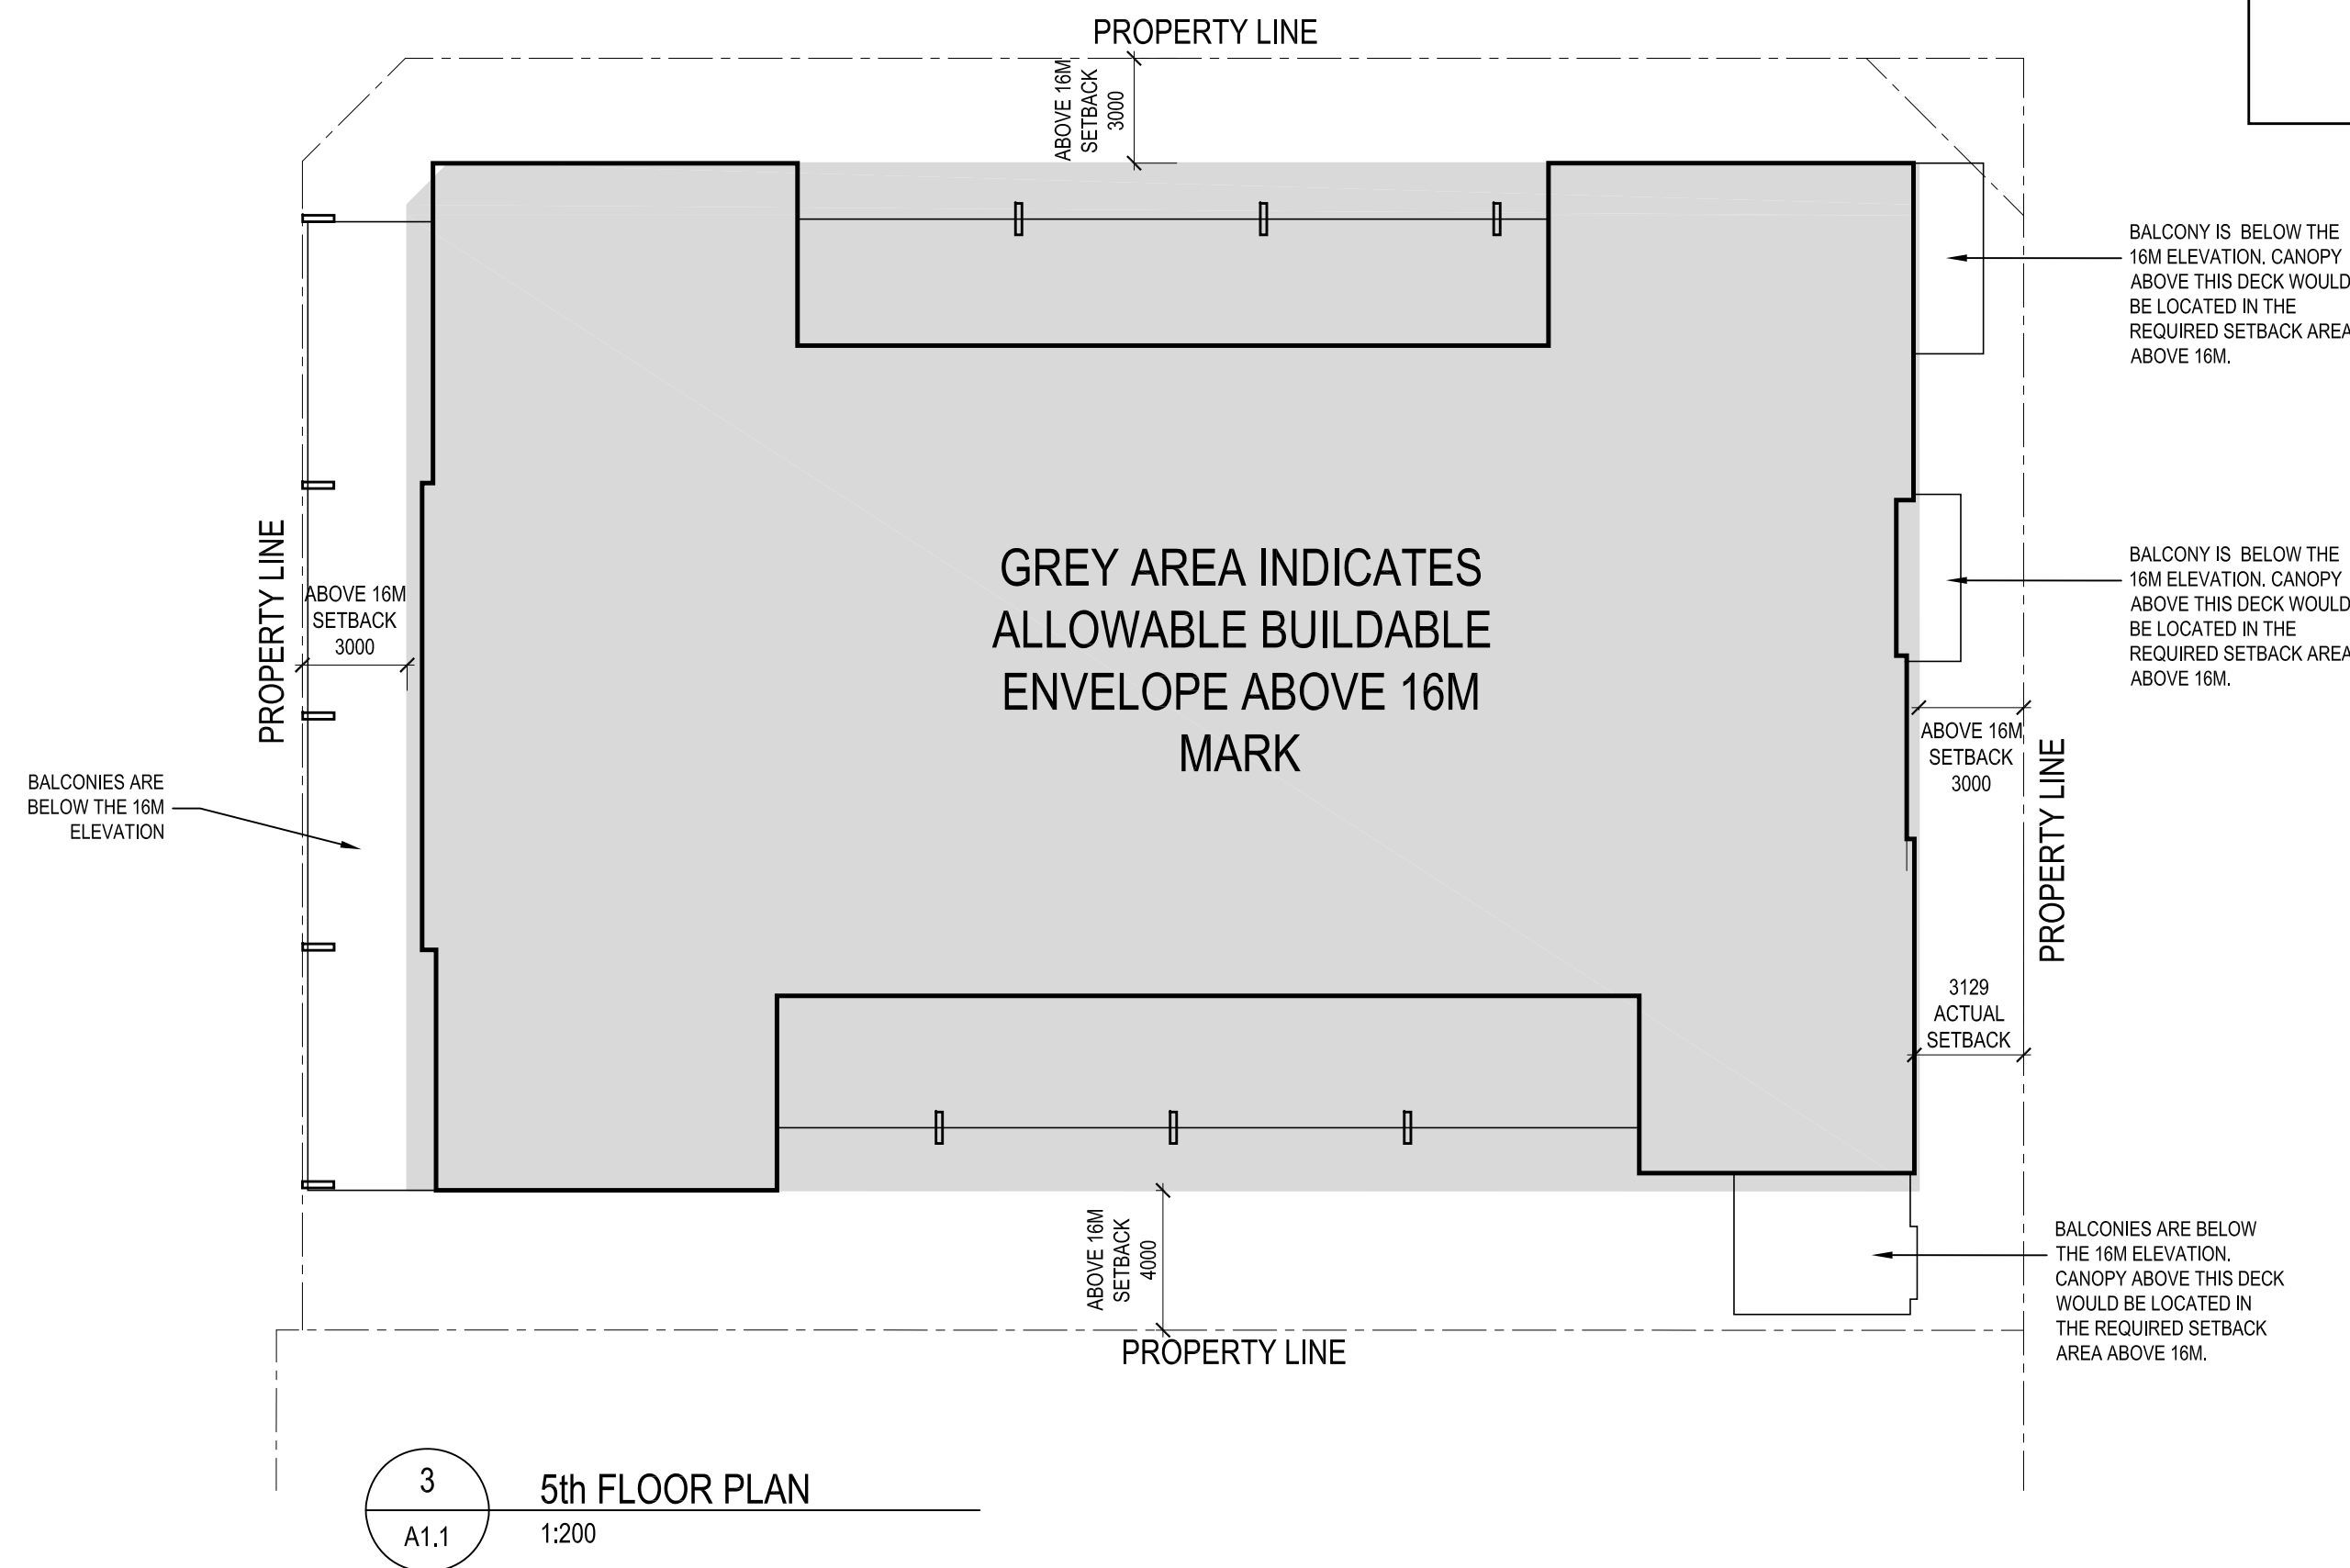 PROPERTY LINE
ABOVE 16M
SETBACK
3000
BALCONY IS BELOW THE
16M ELEVATION. CANOPY
ABOVE THIS DECK WOULD
BE LOCATED IN THE
REQUIRED SETBACK AREA
ABOVE 16M.
GREY AREA INDICATES
ALLOWABLE BUILDABLE
ENVELOPE ABOVE 16M
MARK
PROPERTY LINE
ABOVE 16M
SETBACK
3000
BALCONY IS BELOW THE
16M ELEVATION. CANOPY
ABOVE THIS DECK WOULD
BE LOCATED IN THE
REQUIRED SETBACK AREA
ABOVE 16M.
ABOVE 16M
SETBACK
3000
PROPERTY LINE
BALCONIES ARE
BELOW THE 16M
ELEVATION
3129
ACTUAL
SETBACK
ABOVE 16M
SETBACK
4000
BALCONIES ARE BELOW
THE 16M ELEVATION.
CANOPY ABOVE THIS DECK
WOULD BE LOCATED IN
THE REQUIRED SETBACK
AREA ABOVE 16M.
PROPERTY LINE
3
A1.1
5th FLOOR PLAN
1:200